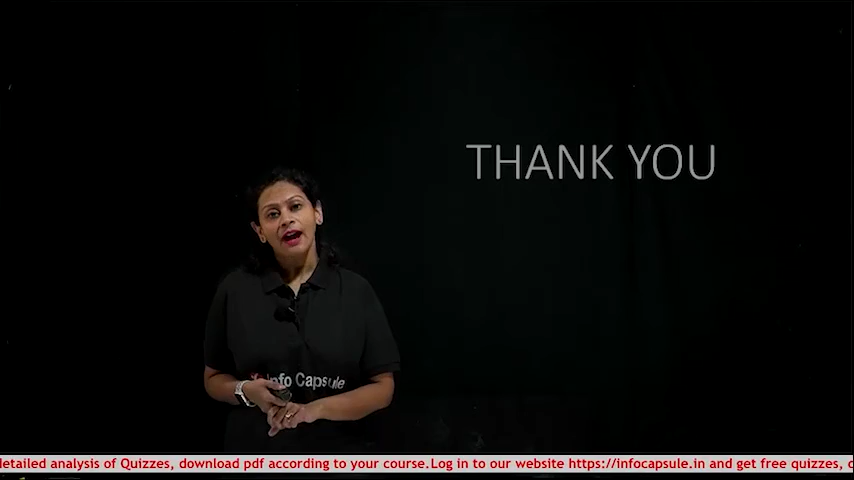 THANK YOU
Info Capsule
detailed analysis of Quizzes, download pdf according to your course.Log in to our website https://infocapsule.in and get free quizzes,